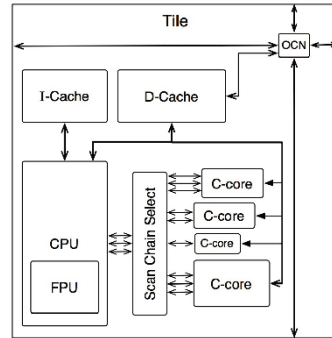 Tile
OCN
I-Cache
D-Cache
CPU
FPU
Scan Chain Select
C-core
C-core
C-core
C-core